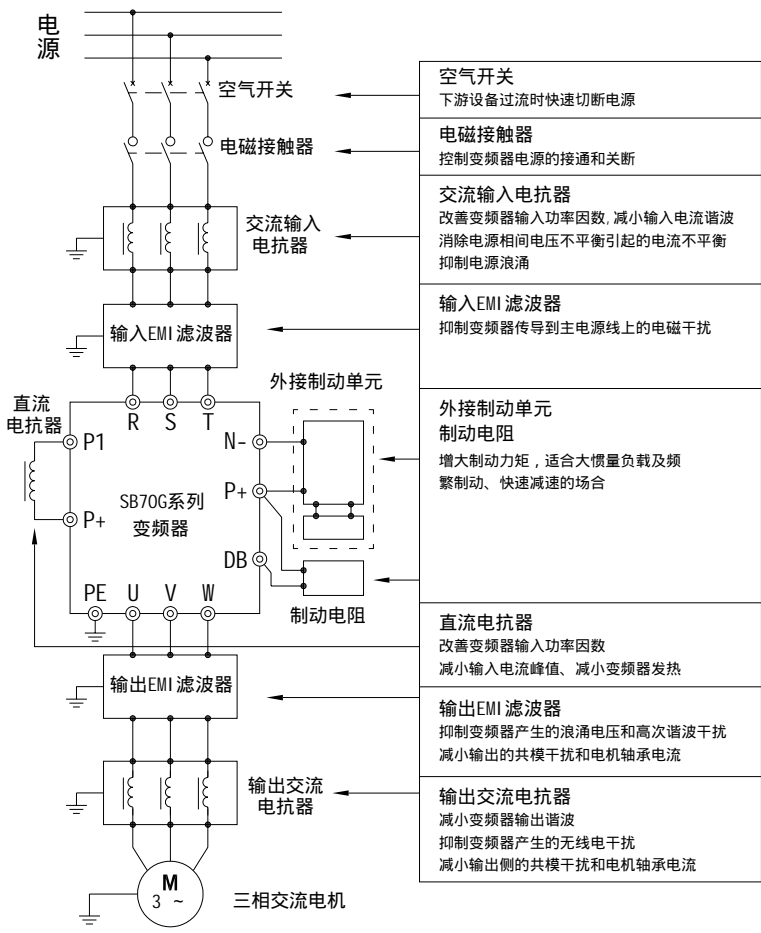 电
源
空气开关
电磁接触器
交流输入
电抗器
输入EMI滤波器
外接制动单元
直流
电抗器
R S T
P1
N-
P+
P+
SB70G系列
变频器
DB
PE U V W
制动电阻
输出EMI滤波器
输出交流
电抗器
M
3 ~
三相交流电机
空气开关
下游设备过流时快速切断电源
电磁接触器
控制变频器电源的接通和关断
交流输入电抗器
改善变频器输入功率因数, 减小输入电流谐波
消除电源相间电压不平衡引起的电流不平衡
抑制电源浪涌
输入EMI滤波器
抑制变频器传导到主电源线上的电磁干扰
外接制动单元
制动电阻
增大制动力矩，适合大惯量负载及频
繁制动、快速减速的场合
直流电抗器
改善变频器输入功率因数
减小输入电流峰值、减小变频器发热
输出EMI滤波器
抑制变频器产生的浪涌电压和高次谐波干扰
减小输出的共模干扰和电机轴承电流
输出交流电抗器
减小变频器输出谐波
抑制变频器产生的无线电干扰
减小输出侧的共模干扰和电机轴承电流